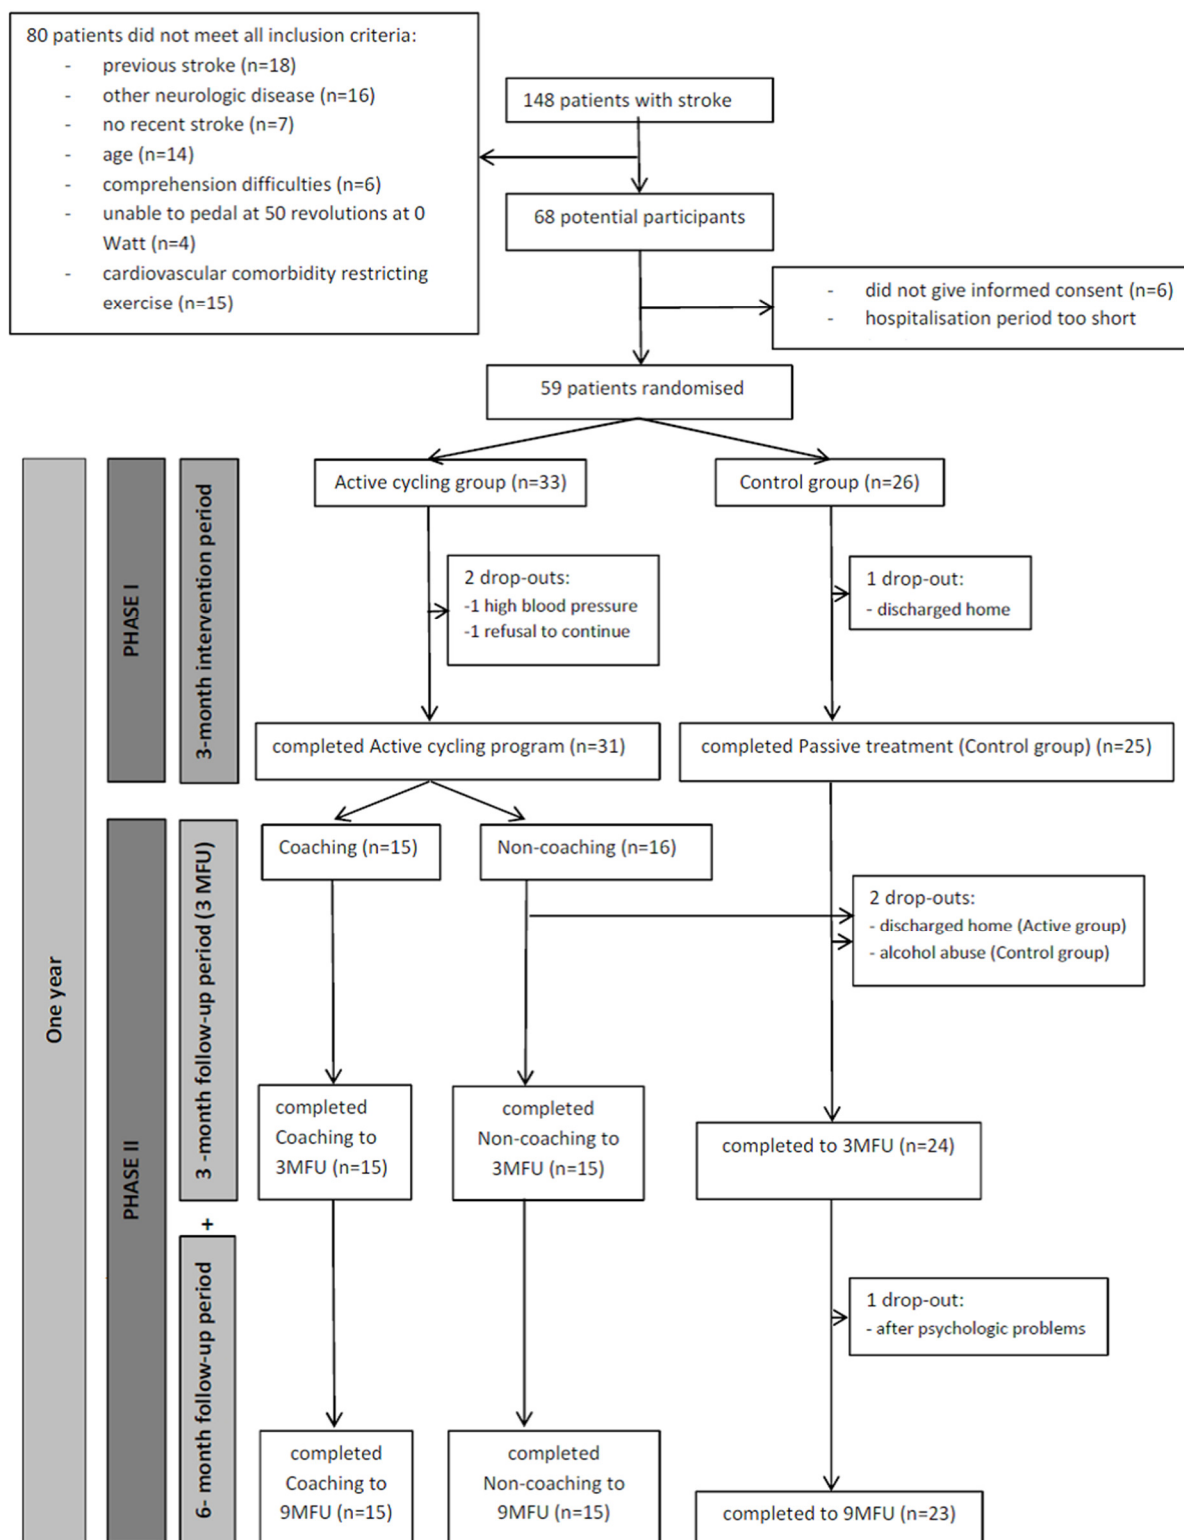 80 patients did not meet all inclusion criteria:
- previous stroke (n=18)
- other neurologic disease (n=16)
- no recent stroke (n=7)
- age (n=14)
- comprehension difficulties (n=6)
- unable to pedal at 50 revolutions at 0
Watt (n=4)
- cardiovascular comorbidity restricting
exercise (n=15)
148 patients with stroke
68 potential participants
- did not give informed consent (n=6)
- hospitalisation period too short
59 patients randomised
One year
PHASE I
3-month intervention period
Active cycling group (n=33)
Control group (n=26)
2 drop-outs:
-1 high blood pressure
-1 refusal to continue
1 drop-out:
- discharged home
completed Active cycling program (n=31)
completed Passive treatment (Control group) (n=25)
PHASE II
3 -month follow-up period (3 MFU)
+
6- month follow-up period
Coaching (n=15)
Non-coaching (n=16)
2 drop-outs:
- discharged home (Active group)
- alcohol abuse (Control group)
completed
Coaching to
3MFU (n=15)
completed
Non-coaching to
3MFU (n=15)
completed to 3MFU (n=24)
1 drop-out:
- after psychologic problems
completed
Coaching to
9MFU (n=15)
completed
Non-coaching to
9MFU (n=15)
completed to 9MFU (n=23)